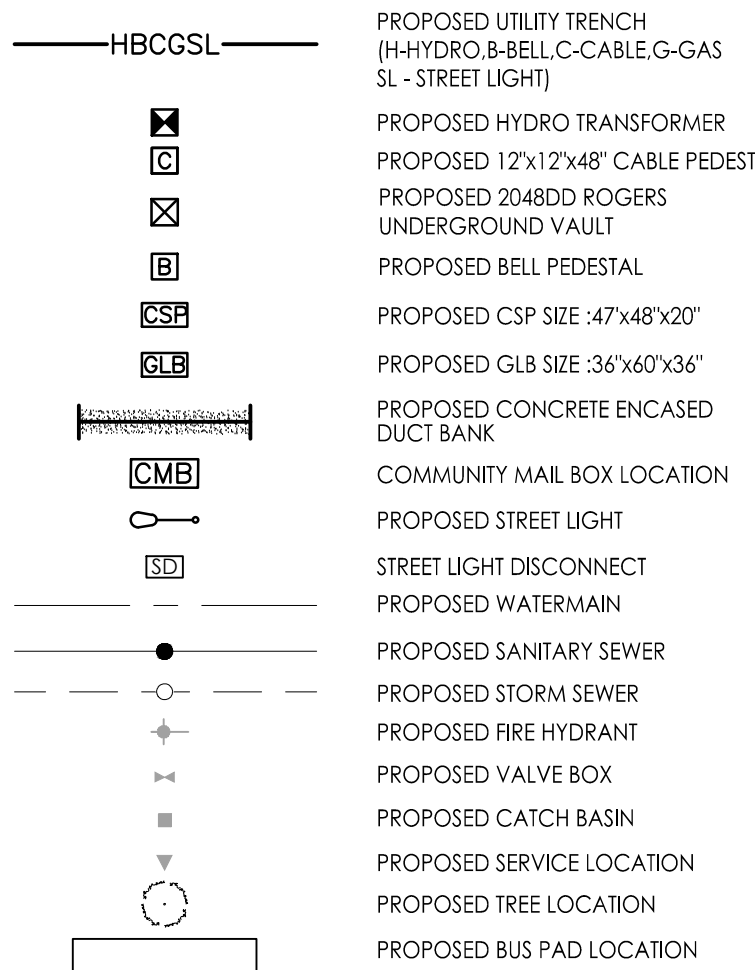 HBCGSL
PROPOSED UTILITY TRENCH
(H-HYDRO,B-BELL,C-CABLE,G-GAS
SL - STREET LIGHT)
PROPOSED HYDRO TRANSFORMER
C
PROPOSED 12"x12"x48" CABLE PEDEST
PROPOSED 2048DD ROGERS
UNDERGROUND VAULT
B
PROPOSED BELL PEDESTAL
CSP
PROPOSED CSP SIZE :47'x48"x20"
GLB
PROPOSED GLB SIZE :36"x60"x36"
PROPOSED CONCRETE ENCASED
DUCT BANK
CMB
COMMUNITY MAIL BOX LOCATION
PROPOSED STREET LIGHT
SD
STREET LIGHT DISCONNECT
PROPOSED WATERMAIN
PROPOSED SANITARY SEWER
PROPOSED STORM SEWER
PROPOSED FIRE HYDRANT
PROPOSED VALVE BOX
PROPOSED CATCH BASIN
PROPOSED SERVICE LOCATION
PROPOSED TREE LOCATION
PROPOSED BUS PAD LOCATION